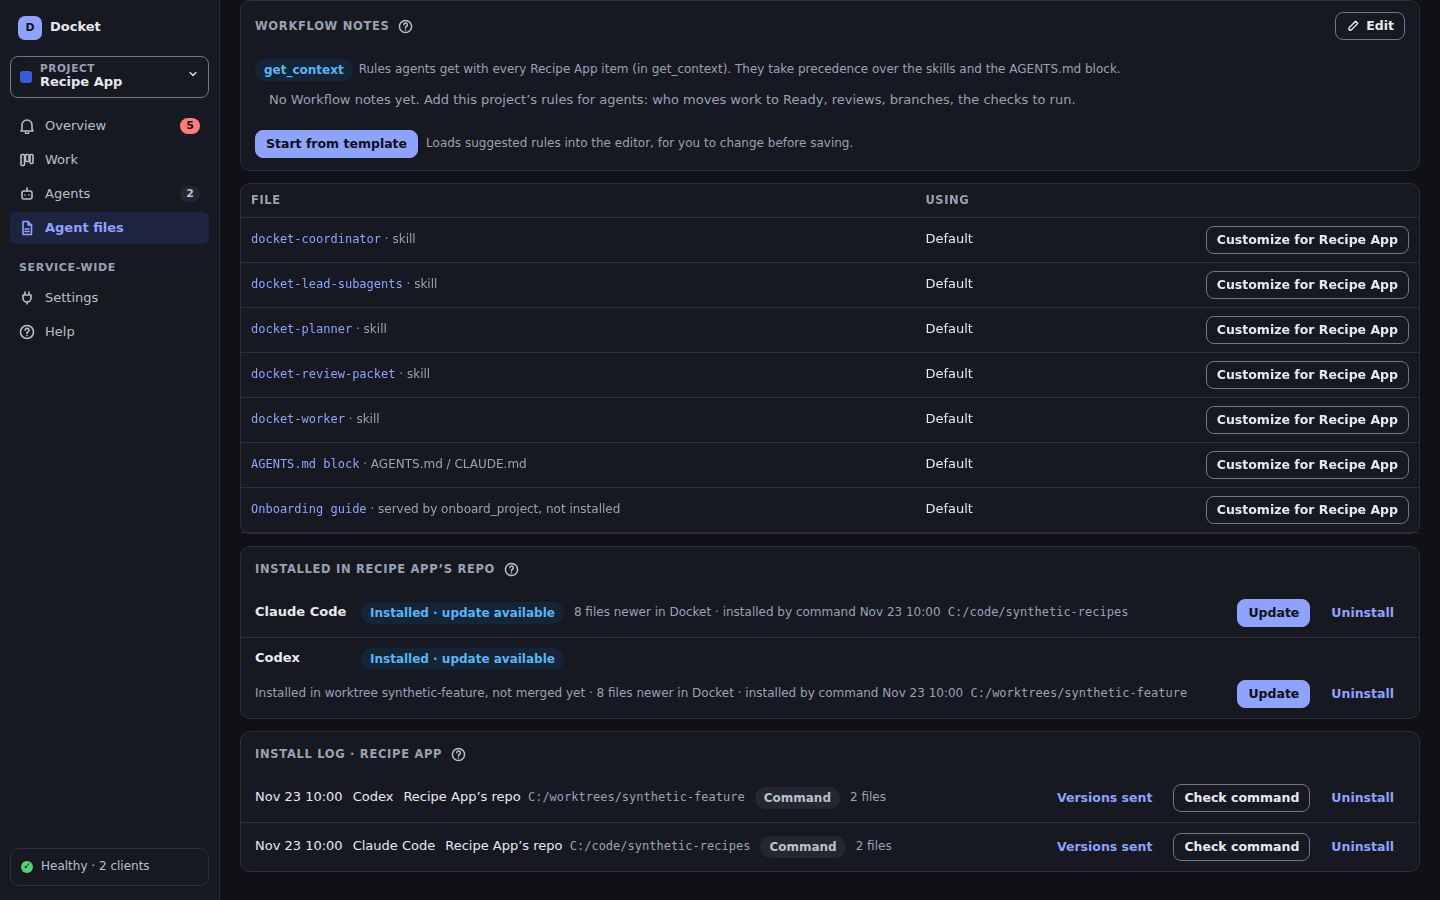 D Docket
PROJECT
Recipe App
Overview 5
Work
Agents 2
Agent files
SERVICE-WIDE
Settings
Help
Healthy · 2 clients
WORKFLOW NOTES ?
Edit
get_context Rules agents get with every Recipe App item (in get_context). They take precedence over the skills and the AGENTS.md block.
No Workflow notes yet. Add this project’s rules for agents: who moves work to Ready, reviews, branches, the checks to run.
Start from template Loads suggested rules into the editor, for you to change before saving.
FILE USING
docket-coordinator · skill Default Customize for Recipe App
docket-lead-subagents · skill Default Customize for Recipe App
docket-planner · skill Default Customize for Recipe App
docket-review-packet · skill Default Customize for Recipe App
docket-worker · skill Default Customize for Recipe App
AGENTS.md block · AGENTS.md / CLAUDE.md Default Customize for Recipe App
Onboarding guide · served by onboard_project, not installed Default Customize for Recipe App
INSTALLED IN RECIPE APP’S REPO ?
Claude Code Installed · update available 8 files newer in Docket · installed by command Nov 23 10:00 C:/code/synthetic-recipes Update Uninstall
Codex Installed · update available
Installed in worktree synthetic-feature, not merged yet · 8 files newer in Docket · installed by command Nov 23 10:00 C:/worktrees/synthetic-feature Update Uninstall
INSTALL LOG · RECIPE APP ?
Nov 23 10:00 Codex Recipe App’s repo C:/worktrees/synthetic-feature Command 2 files Versions sent Check command Uninstall
Nov 23 10:00 Claude Code Recipe App’s repo C:/code/synthetic-recipes Command 2 files Versions sent Check command Uninstall